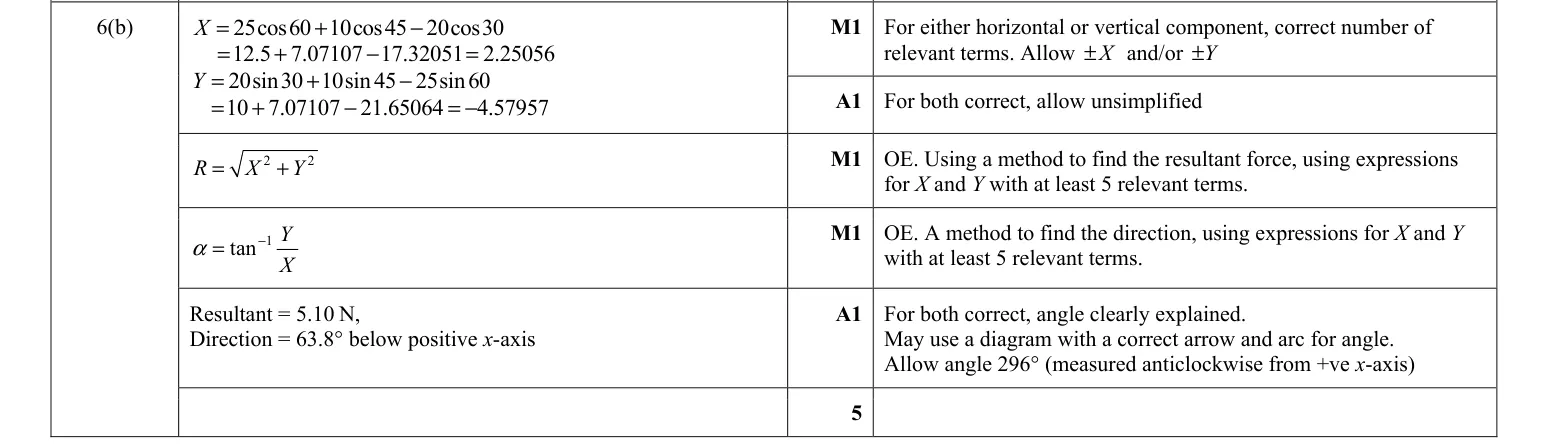 6(b)
X = 25cos60 + 10cos45 − 20cos30
= 12.5 + 7.07107 − 17.32051 = 2.25056
Y = 20sin30 + 10sin45 − 25sin60
= 10 + 7.07107 − 21.65064 = −4.57957
M1
For either horizontal or vertical component, correct number of
relevant terms. Allow ±X and/or ±Y
A1
For both correct, allow unsimplified
R = √(X² + Y²)
M1
OE. Using a method to find the resultant force, using expressions
for X and Y with at least 5 relevant terms.
α = tan⁻¹ Y/X
M1
OE. A method to find the direction, using expressions for X and Y
with at least 5 relevant terms.
Resultant = 5.10 N,
Direction = 63.8° below positive x-axis
A1
For both correct, angle clearly explained.
May use a diagram with a correct arrow and arc for angle.
Allow angle 296° (measured anticlockwise from +ve x-axis)
5